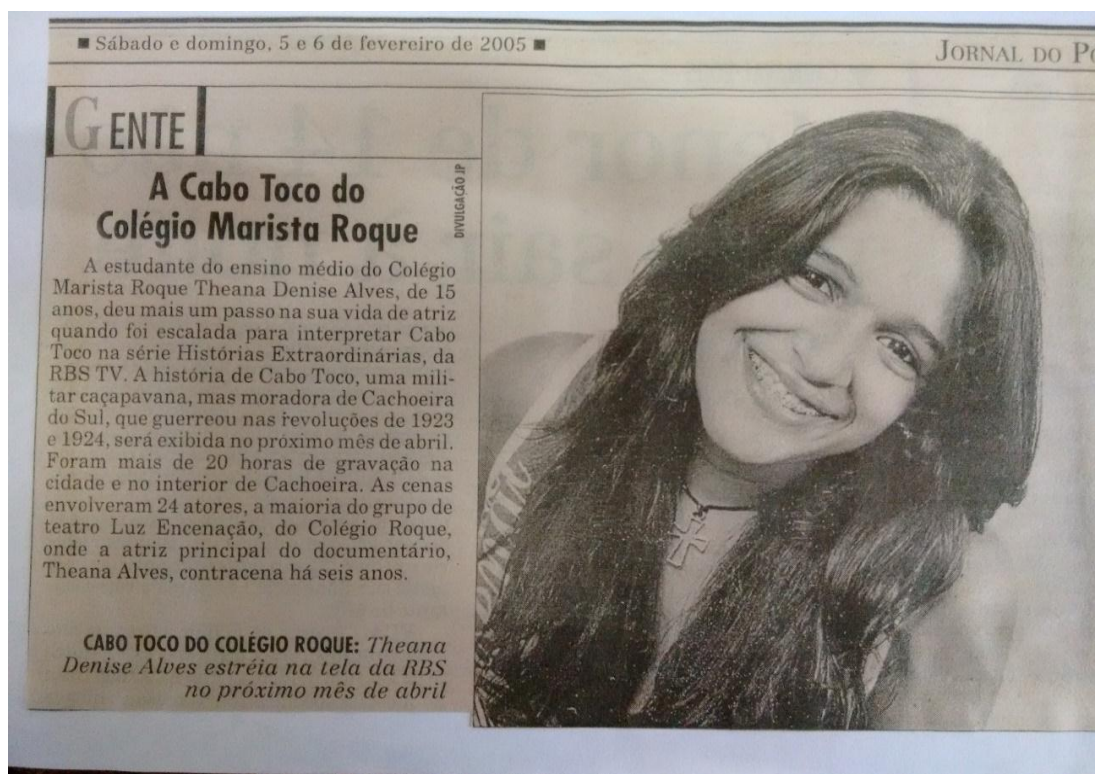 ■ Sábado e domingo, 5 e 6 de fevereiro de 2005 ■
JORNAL DO
GENTE
A Cabo Toco do
Colégio Marista Roque
DIVULGAÇÃO JP
A estudante do ensino médio do Colégio
Marista Roque Theana Denise Alves, de 15
anos, deu mais um passo na sua vida de atriz
quando foi escalada para interpretar Cabo
Toco na série Histórias Extraordinárias, da
RBS TV. A história de Cabo Toco, uma mili-
tar caçapavana, mas moradora de Cachoeira
do Sul, que guerreou nas revoluções de 1923
e 1924, será exibida no próximo mês de abril.
Foram mais de 20 horas de gravação na
cidade e no interior de Cachoeira. As cenas
envolveram 24 atores, a maioria do grupo de
teatro Luz Encenação, do Colégio Roque,
onde a atriz principal do documentário,
Theana Alves, contracena há seis anos.
CABO TOCO DO COLÉGIO ROQUE: Theana
Denise Alves estréia na tela da RBS
no próximo mês de abril